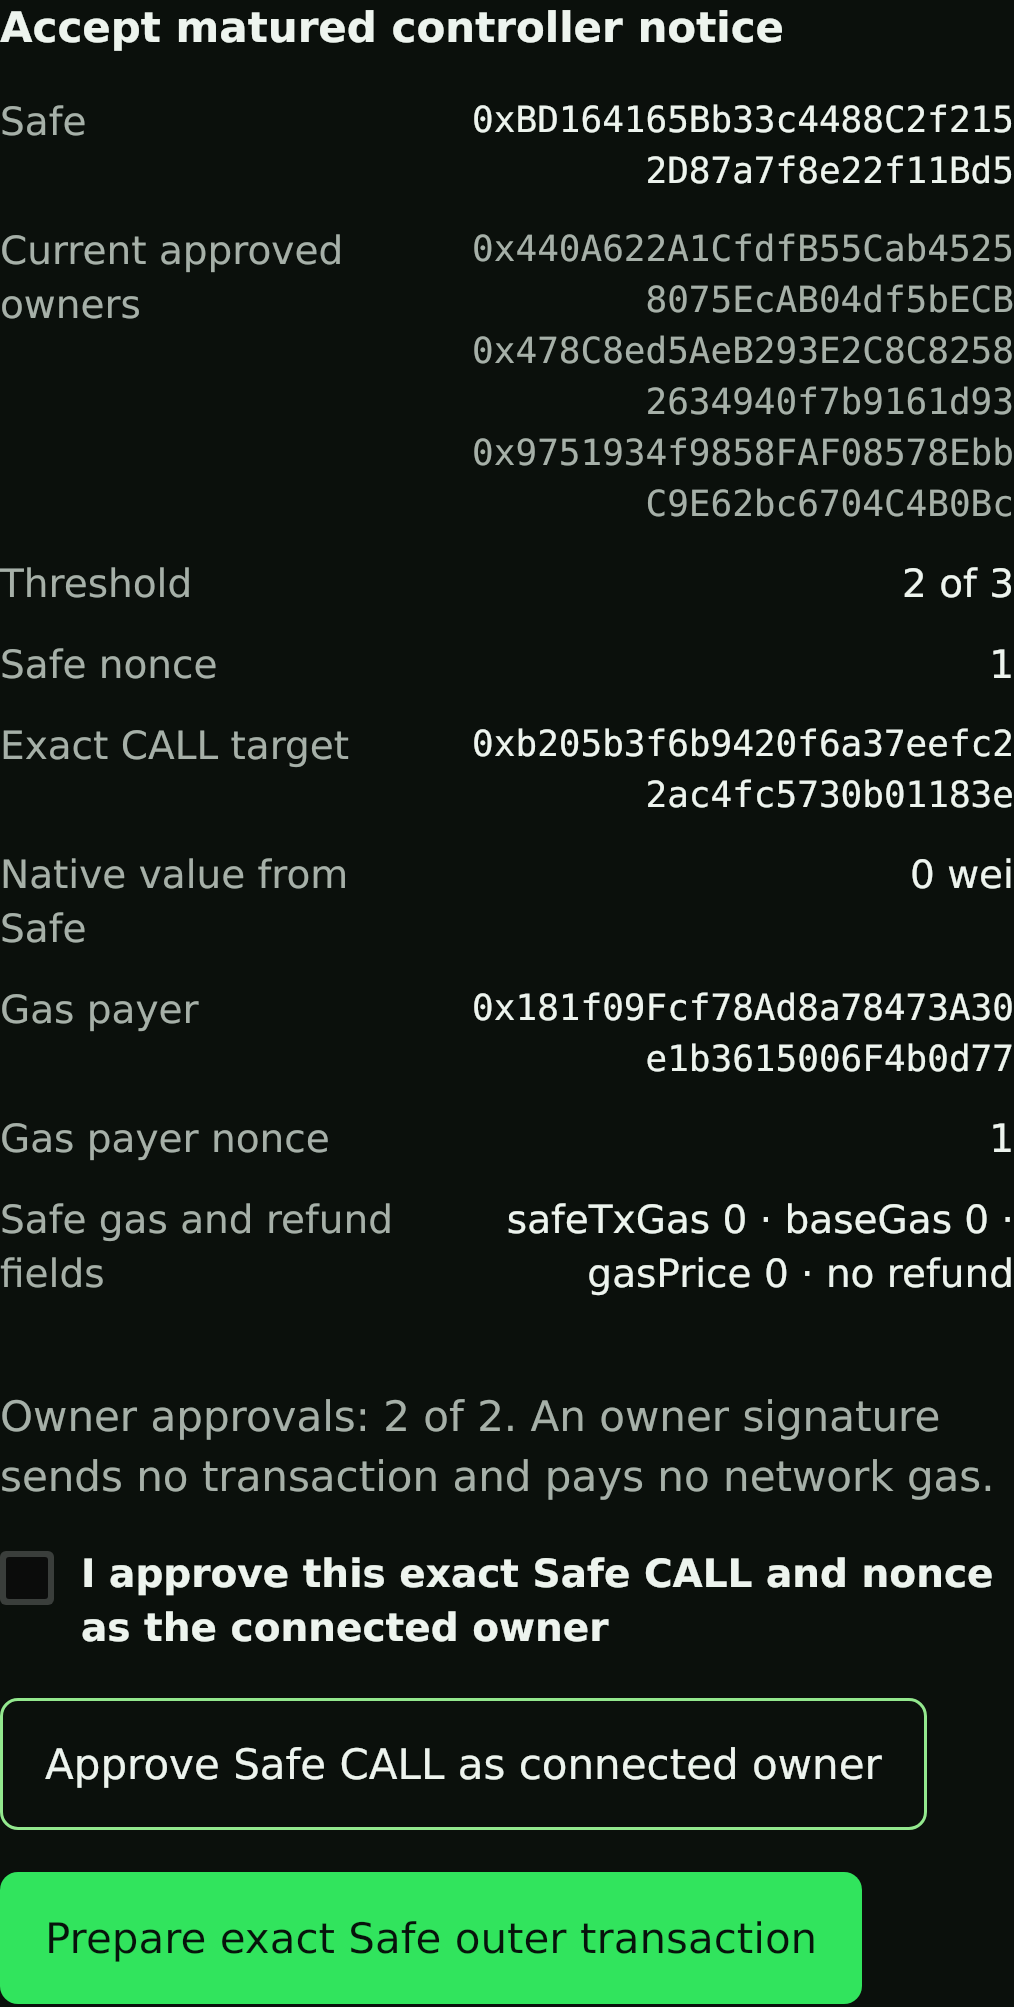 Accept matured controller notice
Safe
0xBD164165Bb33c4488C2f215
2D87a7f8e22f11Bd5
Current approved
owners
0x440A622A1CfdfB55Cab4525
8075EcAB04df5bECB
0x478C8ed5AeB293E2C8C8258
2634940f7b9161d93
0x9751934f9858FAF08578Ebb
C9E62bc6704C4B0Bc
Threshold
2 of 3
Safe nonce
1
Exact CALL target
0xb205b3f6b9420f6a37eefc2
2ac4fc5730b01183e
Native value from
Safe
0 wei
Gas payer
0x181f09Fcf78Ad8a78473A30
e1b3615006F4b0d77
Gas payer nonce
1
Safe gas and refund
fields
safeTxGas 0 · baseGas 0 ·
gasPrice 0 · no refund
Owner approvals: 2 of 2. An owner signature
sends no transaction and pays no network gas.
I approve this exact Safe CALL and nonce
as the connected owner
Approve Safe CALL as connected owner
Prepare exact Safe outer transaction